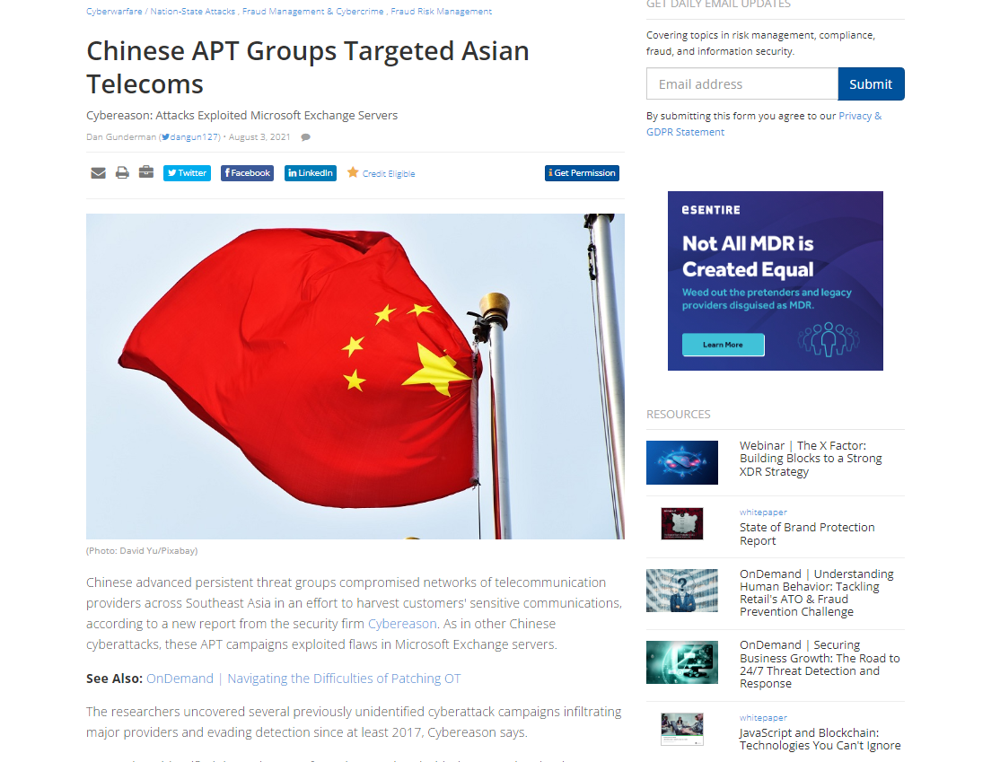 Cyberwarfare / Nation-State Attacks , Fraud Management & Cybercrime , Fraud Risk Management
Chinese APT Groups Targeted Asian
Telecoms
Cybereason: Attacks Exploited Microsoft Exchange Servers
Dan Gunderman (dangun127) • August 3, 2021
Twitter
Facebook
LinkedIn
Credit Eligible
Get Permission
(Photo: David Yu/Pixabay)
Chinese advanced persistent threat groups compromised networks of telecommunication
providers across Southeast Asia in an effort to harvest customers' sensitive communications,
according to a new report from the security firm Cybereason. As in other Chinese
cyberattacks, these APT campaigns exploited flaws in Microsoft Exchange servers.
See Also: OnDemand | Navigating the Difficulties of Patching OT
The researchers uncovered several previously unidentified cyberattack campaigns infiltrating
major providers and evading detection since at least 2017, Cybereason says.
GET DAILY EMAIL UPDATES
Covering topics in risk management, compliance,
fraud, and information security.
Email address
Submit
By submitting this form you agree to our Privacy &
GDPR Statement
eSENTIRE
Not All MDR is
Created Equal
Weed out the pretenders and legacy
providers disguised as MDR.
Learn More
RESOURCES
Webinar | The X Factor:
Building Blocks to a Strong
XDR Strategy
whitepaper
State of Brand Protection
Report
OnDemand | Understanding
Human Behavior: Tackling
Retail's ATO & Fraud
Prevention Challenge
OnDemand | Securing
Business Growth: The Road to
24/7 Threat Detection and
Response
whitepaper
JavaScript and Blockchain:
Technologies You Can't Ignore